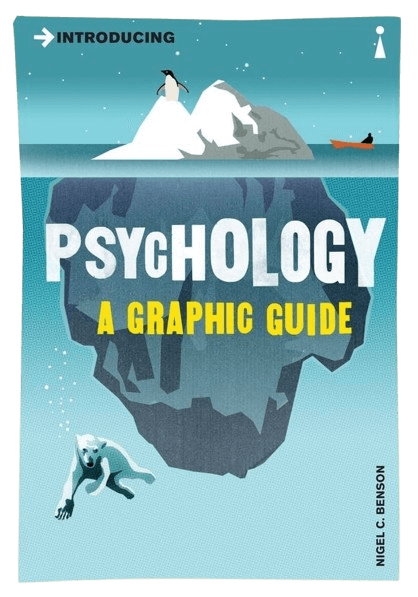 INTRODUCING
PSYCHOLOGY
A GRAPHIC GUIDE
NIGEL C. BENSON